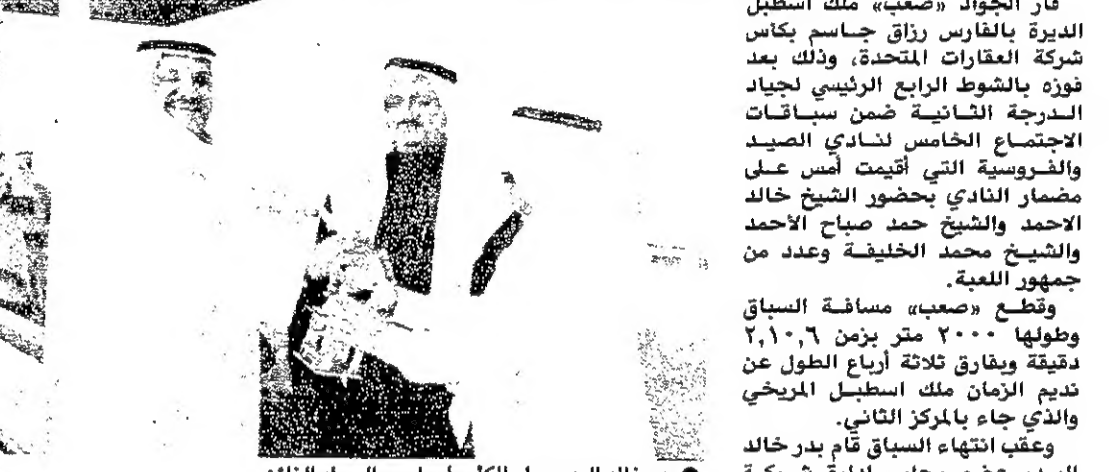 فاز الجواد «صعب» ملك اسطبل
الديرة بالفارس رزاق جاسم بكأس
شركة العقارات المتحدة، وذلك بعد
فوزه بالشوط الرابع الرئيسي لجياد
الدرجة الثانية ضمن سباقات
الاجتماع الخامس لنادي الصيد
والفروسية التي أقيمت أمس على
مضمار النادي بحضور الشيخ خالد
الاحمد والشيخ حمد صباح الأحمد
والشيخ محمد الخليفة وعدد من
جمهور اللعبة.
وقطع «صعب» مسافة السباق
وطولها ٢٠٠٠ متر بزمن ٢,١٠,٦
دقيقة وبفارق ثلاثة أرباع الطول عن
نديم الزمان ملك اسطبل المريخي
والذي جاء بالمركز الثاني.
وعقب انتهاء السباق قام بدر خالد